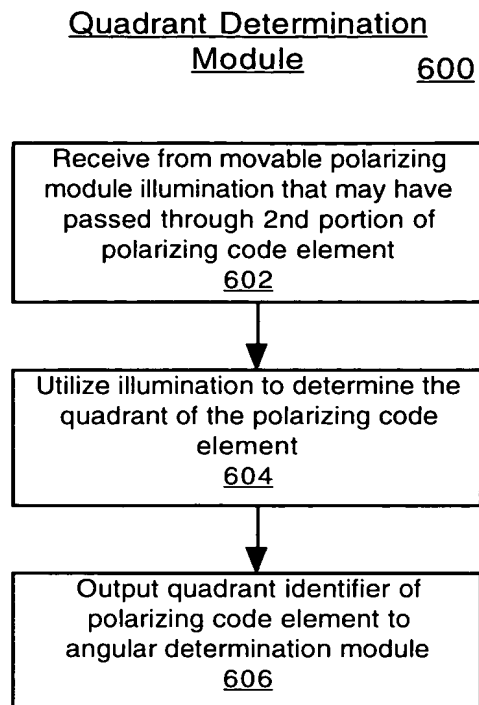 Quadrant Determination
Module
600
Receive from movable polarizing
module illumination that may have
passed through 2nd portion of
polarizing code element
602
Utilize illumination to determine the
quadrant of the polarizing code
element
604
Output quadrant identifier of
polarizing code element to
angular determination module
606